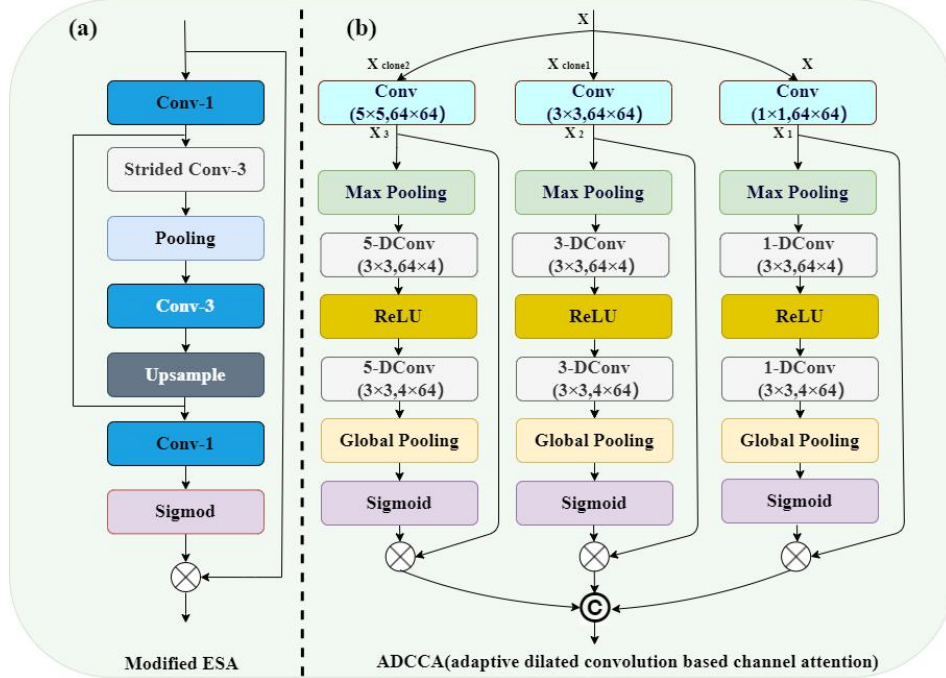 (a)
Conv-1
Strided Conv-3
Pooling
Conv-3
Upsample
Conv-1
Sigmod
Modified ESA
(b)
X
X clone2
X clone1
X
Conv
(5×5,64×64)
Conv
(3×3,64×64)
Conv
(1×1,64×64)
X 3
X 2
X 1
Max Pooling
Max Pooling
Max Pooling
5-DConv
(3×3,64×4)
3-DConv
(3×3,64×4)
1-DConv
(3×3,64×4)
ReLU
ReLU
ReLU
5-DConv
(3×3,4×64)
3-DConv
(3×3,4×64)
1-DConv
(3×3,4×64)
Global Pooling
Global Pooling
Global Pooling
Sigmoid
Sigmoid
Sigmoid
C
ADCCA(adaptive dilated convolution based channel attention)